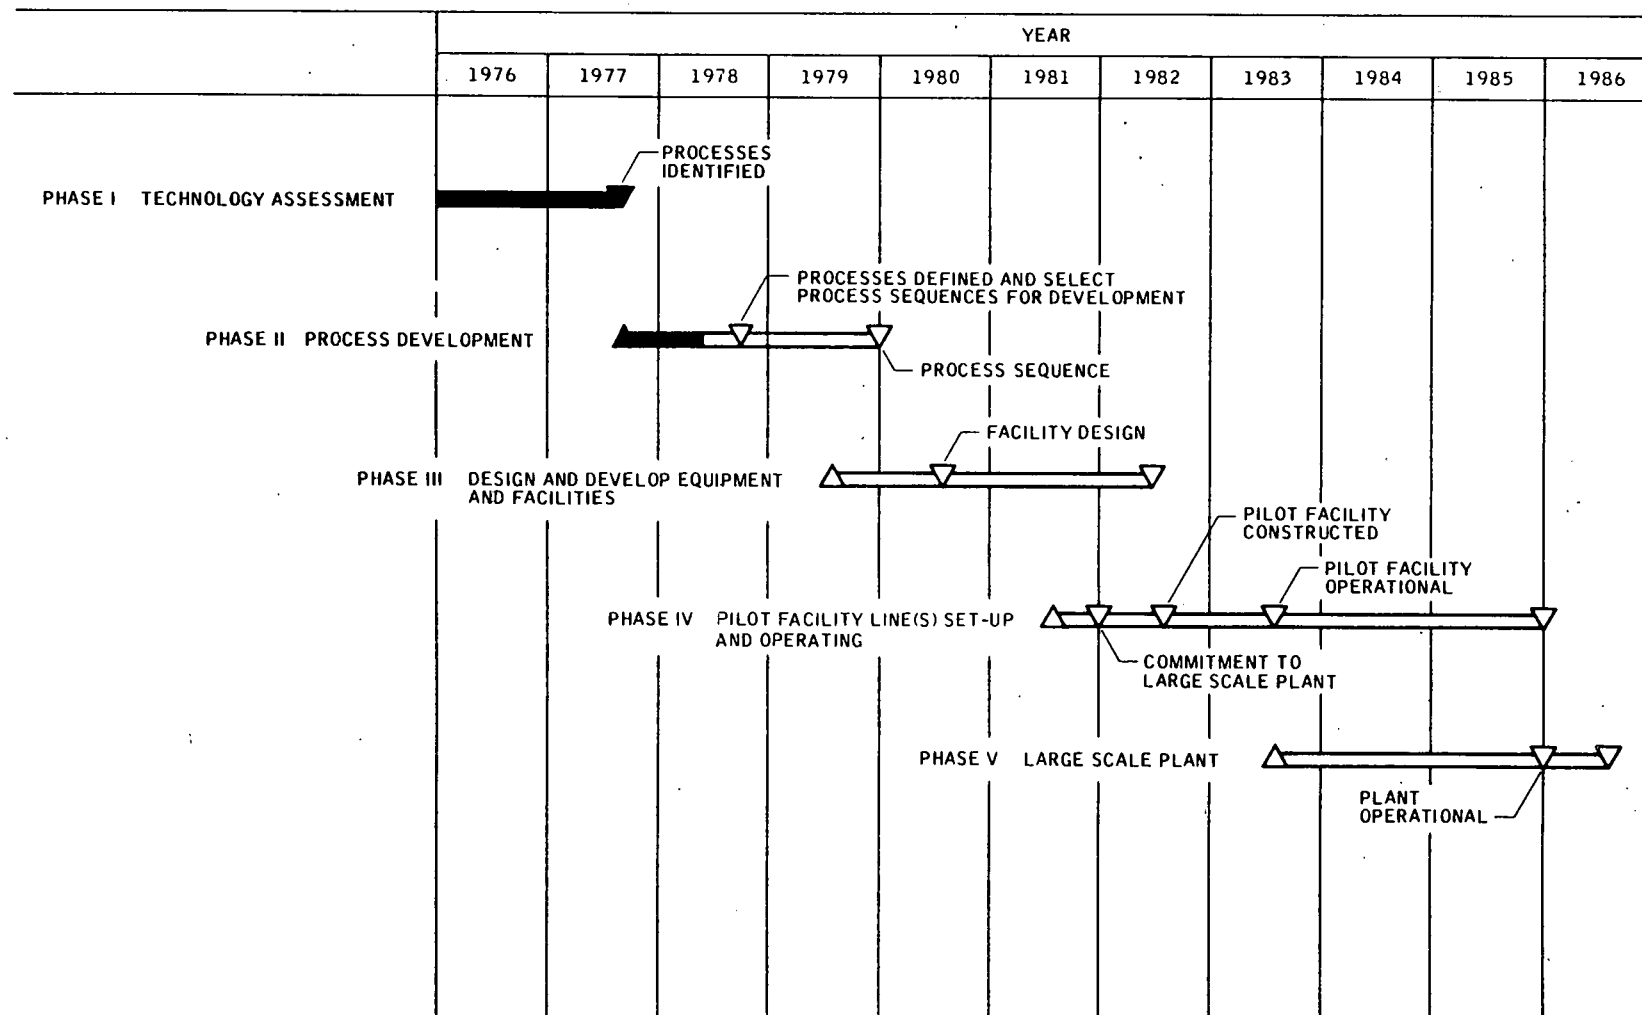 YEAR
1976 1977 1978 1979 1980 1981 1982 1983 1984 1985 1986
PROCESSES
IDENTIFIED
PHASE I TECHNOLOGY ASSESSMENT
PROCESSES DEFINED AND SELECT
PROCESS SEQUENCES FOR DEVELOPMENT
PHASE II PROCESS DEVELOPMENT
PROCESS SEQUENCE
FACILITY DESIGN
PHASE III DESIGN AND DEVELOP EQUIPMENT
AND FACILITIES
PILOT FACILITY
CONSTRUCTED
PILOT FACILITY
OPERATIONAL
PHASE IV PILOT FACILITY LINE(S) SET-UP
AND OPERATING
COMMITMENT TO
LARGE SCALE PLANT
PHASE V LARGE SCALE PLANT
PLANT
OPERATIONAL